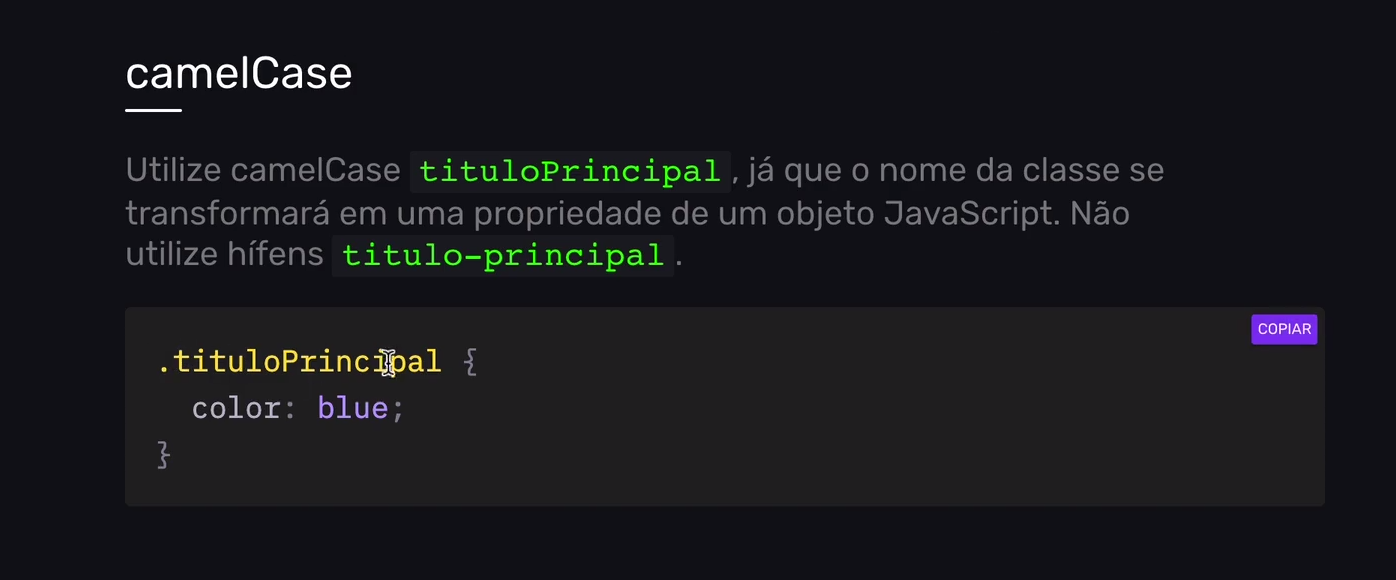 camelCase
Utilize camelCase tituloPrincipal, já que o nome da classe se
transformará em uma propriedade de um objeto JavaScript. Não
utilize hífens titulo-principal.
COPIAR
.tituloPrincipal {
  color: blue;
}